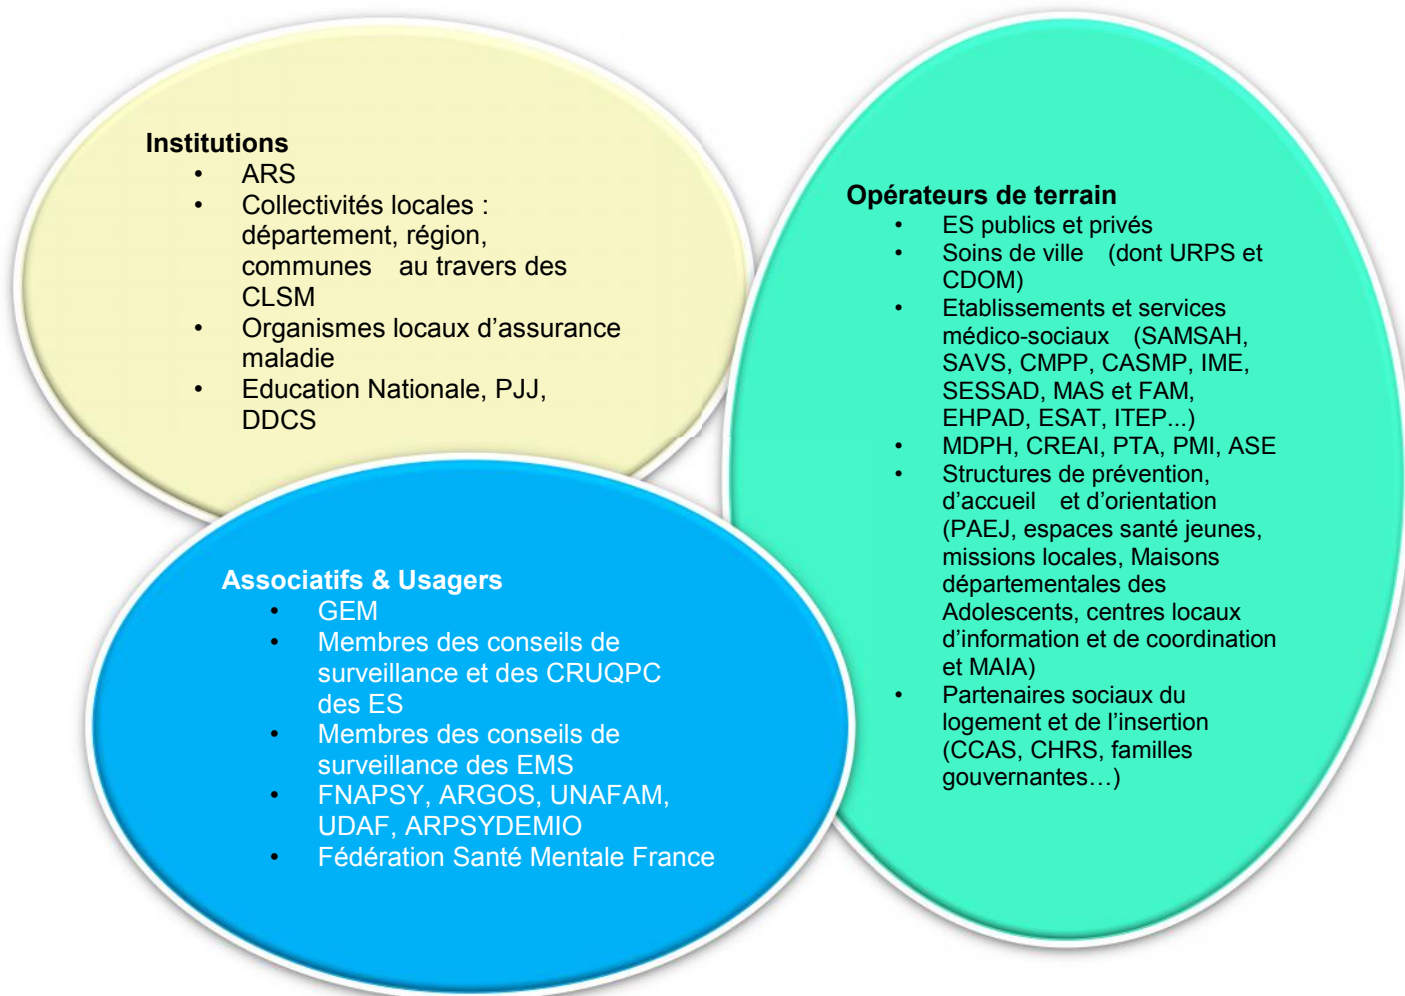 Institutions
• ARS
• Collectivités locales :
département, région,
communes au travers des
CLSM
• Organismes locaux d’assurance
maladie
• Education Nationale, PJJ,
DDCS
Opérateurs de terrain
• ES publics et privés
• Soins de ville (dont URPS et
CDOM)
• Etablissements et services
médico-sociaux (SAMSAH,
SAVS, CMPP, CASMP, IME,
SESSAD, MAS et FAM,
EHPAD, ESAT, ITEP...)
• MDPH, CREAI, PTA, PMI, ASE
• Structures de prévention,
d’accueil et d’orientation
(PAEJ, espaces santé jeunes,
missions locales, Maisons
départementales des
Adolescents, centres locaux
d’information et de coordination
et MAIA)
• Partenaires sociaux du
logement et de l’insertion
(CCAS, CHRS, familles
gouvernantes…)
Associatifs & Usagers
• GEM
• Membres des conseils de
surveillance et des CRUQPC
des ES
• Membres des conseils de
surveillance des EMS
• FNAPSY, ARGOS, UNAFAM,
UDAF, ARPSYDEMIO
• Fédération Santé Mentale France